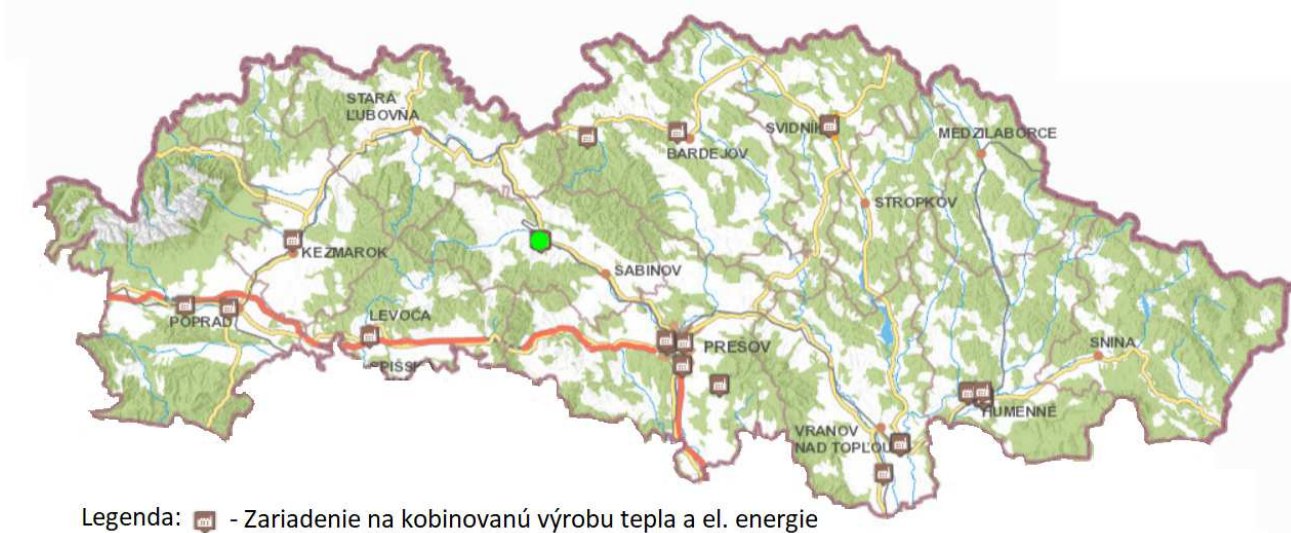 STARÁ
ĽUBOVŇA
SVIDNÍK
MEDZILABORCE
BARDEJOV
STROPKOV
KEŽMAROK
SABINOV
POPRAD
LEVOČA
PREŠOV
SNINA
HUMENNÉ
VRANOV
NAD TOPĽOU
Legenda: - Zariadenie na kobinovanú výrobu tepla a el. energie